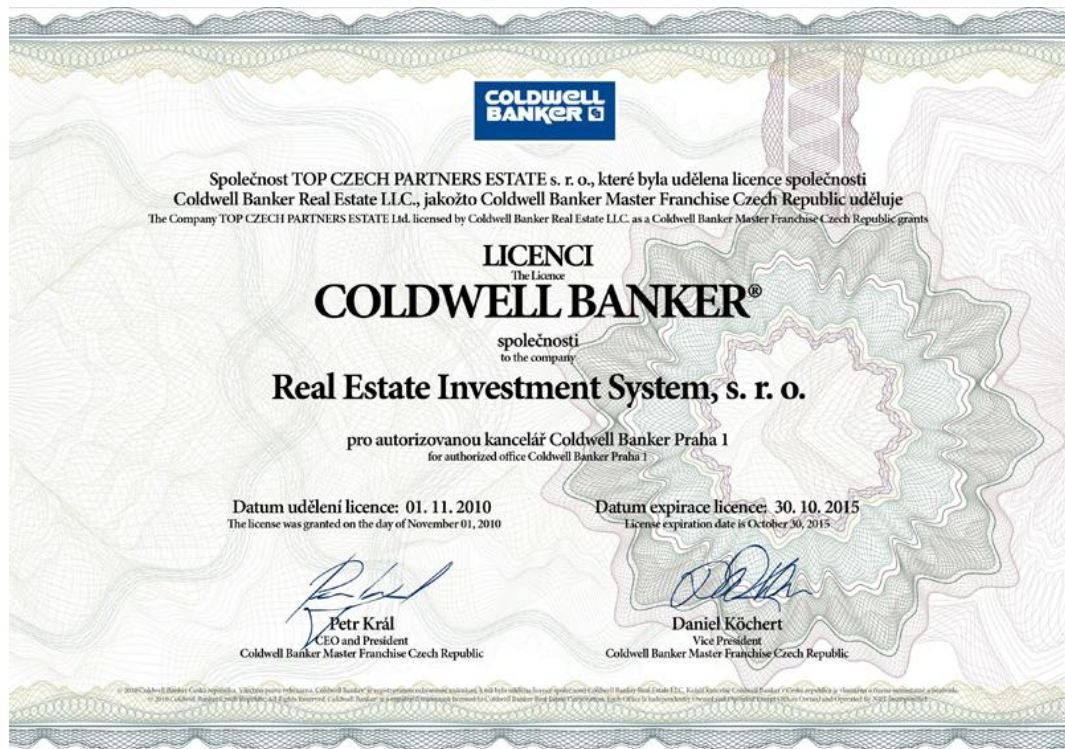 COLDWELL
BANKER
Společnost TOP CZECH PARTNERS ESTATE s. r. o., které byla udělena licence společnosti
Coldwell Banker Real Estate LLC., jakožto Coldwell Banker Master Franchise Czech Republic uděluje
The Company TOP CZECH PARTNERS ESTATE Ltd. licensed by Coldwell Banker Real Estate LLC. as a Coldwell Banker Master Franchise Czech Republic grants
LICENCI
The Licence
COLDWELL BANKER®
společnosti
to the company
Real Estate Investment System, s. r. o.
pro autorizovanou kancelář Coldwell Banker Praha 1
for authorized office Coldwell Banker Praha 1
Datum udělení licence: 01. 11. 2010
The license was granted on the day of November 01, 2010
Datum expirace licence: 30. 10. 2015
License expiration date is October 30, 2015
Petr Král
CEO and President
Coldwell Banker Master Franchise Czech Republic
Daniel Köchert
Vice President
Coldwell Banker Master Franchise Czech Republic